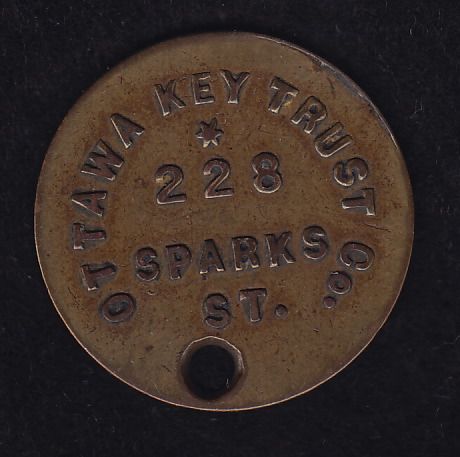 OTTAWA KEY TRUST Co.
228
SPARKS
ST.